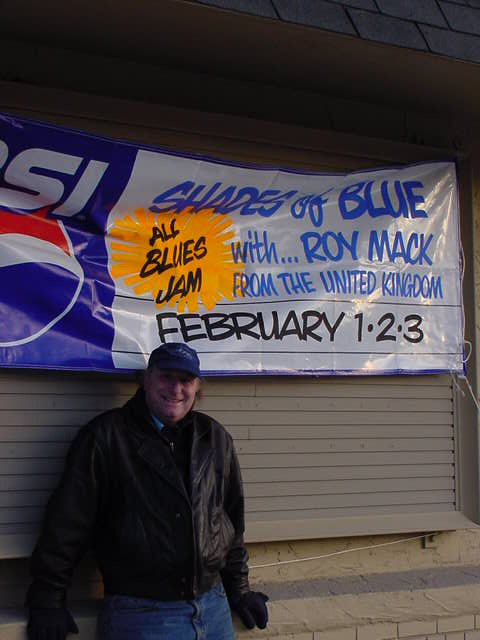 PSI
SHADES of BLUE
ALL
BLUES
JAM
with... ROY MACK
FROM THE UNITED KINGDOM
FEBRUARY 1·2·3